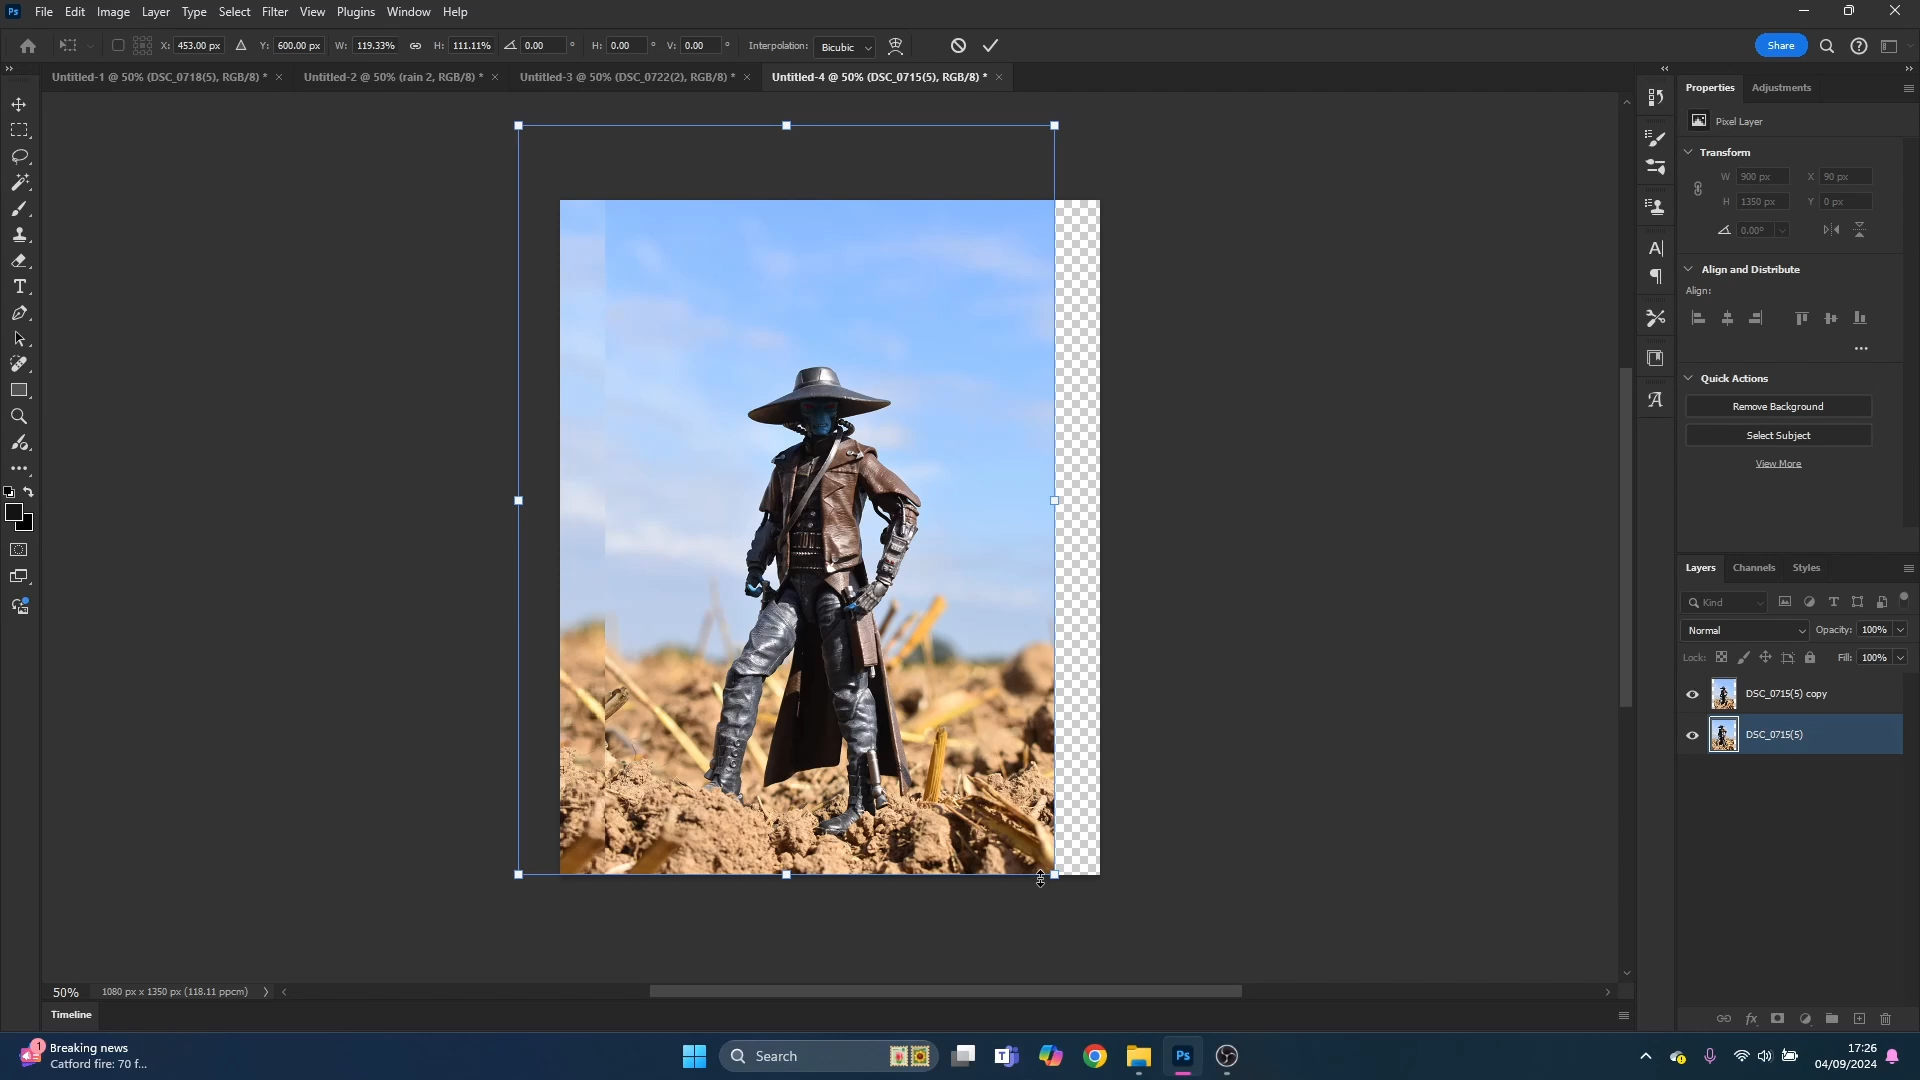 Ps File Edit Image Layer Type Select Filter View Plugins Window Help
X: 453.00 px Y: 600.00 px W: 119.33% H: 111.11% 0.00 ° H: 0.00 ° V: 0.00 ° Interpolation: Bicubic Share
Untitled-1 @ 50% (DSC_0718(5), RGB/8) * Untitled-2 @ 50% (rain 2, RGB/8) * Untitled-3 @ 50% (DSC_0722(2), RGB/8) * Untitled-4 @ 50% (DSC_0715(5), RGB/8) *
Properties Adjustments
Pixel Layer
Transform
W 900 px X 90 px
H 1350 px Y 0 px
0.00°
Align and Distribute
Align:
Quick Actions
Remove Background
Select Subject
View More
Layers Channels Styles
Kind
Normal Opacity: 100%
Lock: Fill: 100%
DSC_0715(5) copy
DSC_0715(5)
50% 1080 px x 1350 px (118.11 ppcm)
Timeline
1 Breaking news
Catford fire: 70 f...
Search
Ps
17:26
04/09/2024